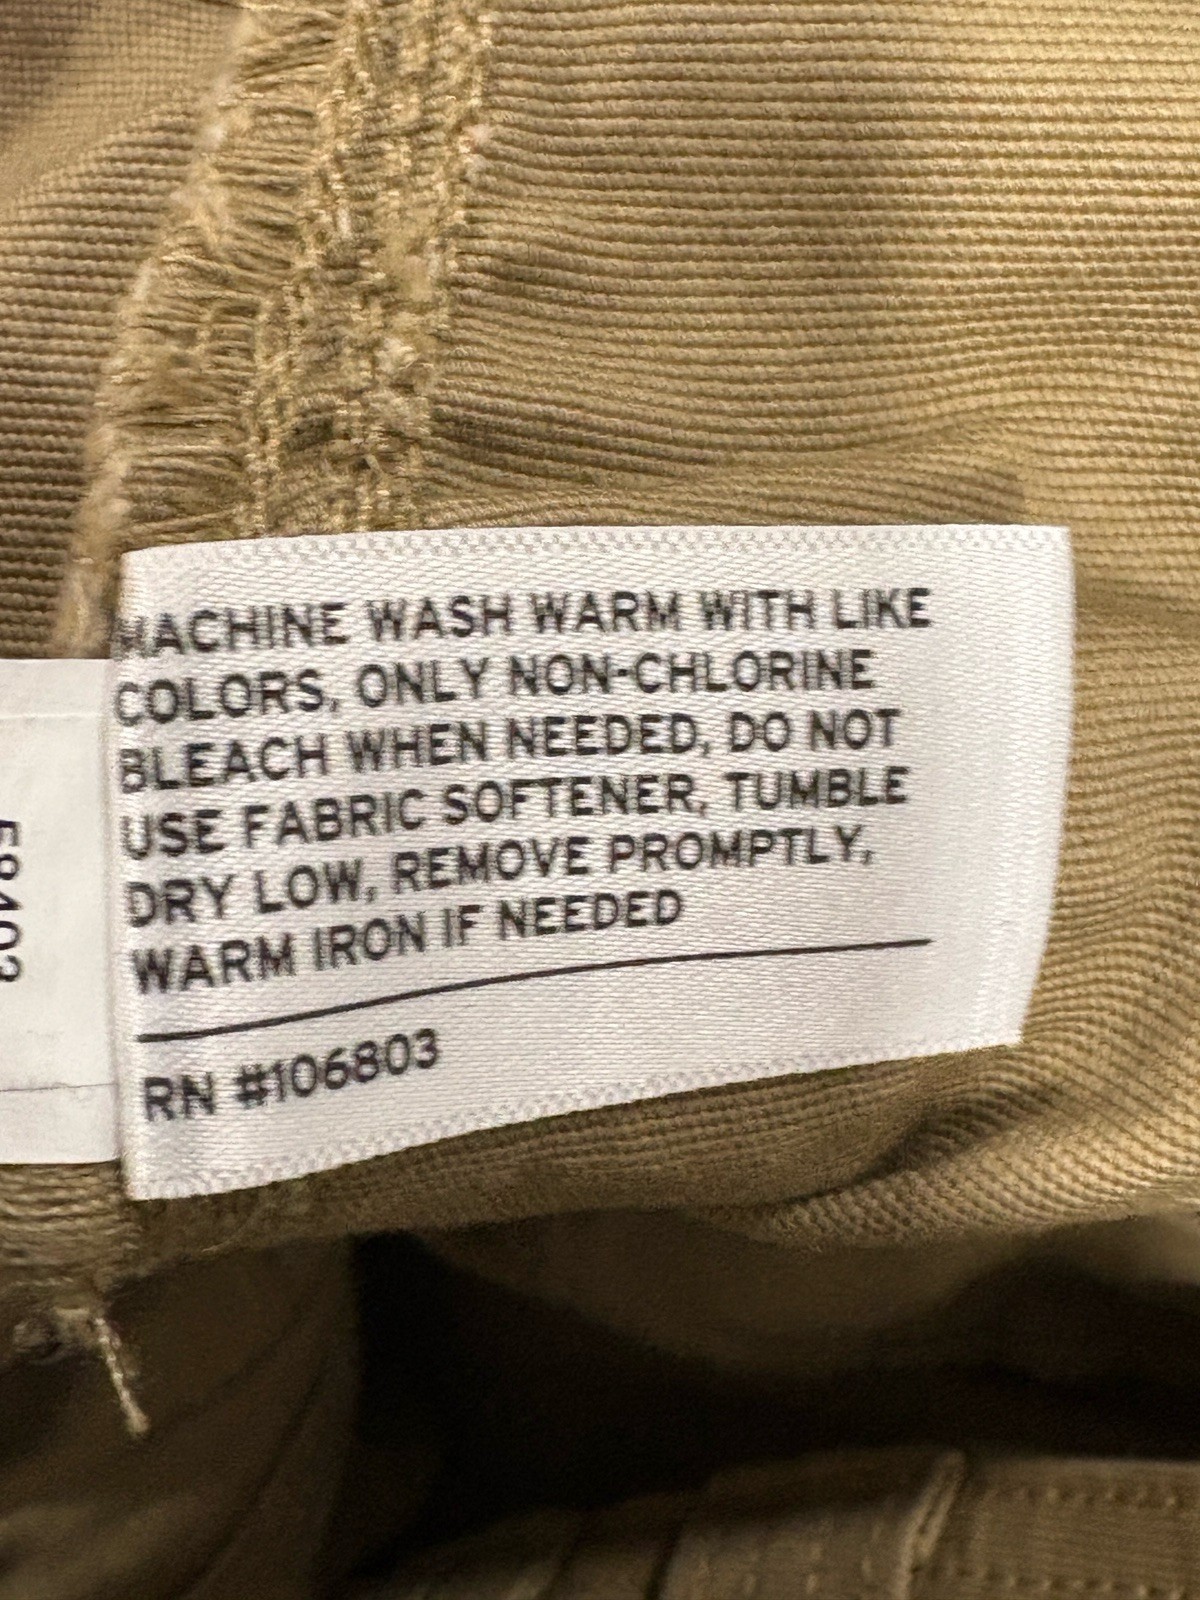 MACHINE WASH WARM WITH LIKE
COLORS, ONLY NON-CHLORINE
BLEACH WHEN NEEDED, DO NOT
USE FABRIC SOFTENER, TUMBLE
DRY LOW, REMOVE PROMPTLY,
WARM IRON IF NEEDED
RN #106803